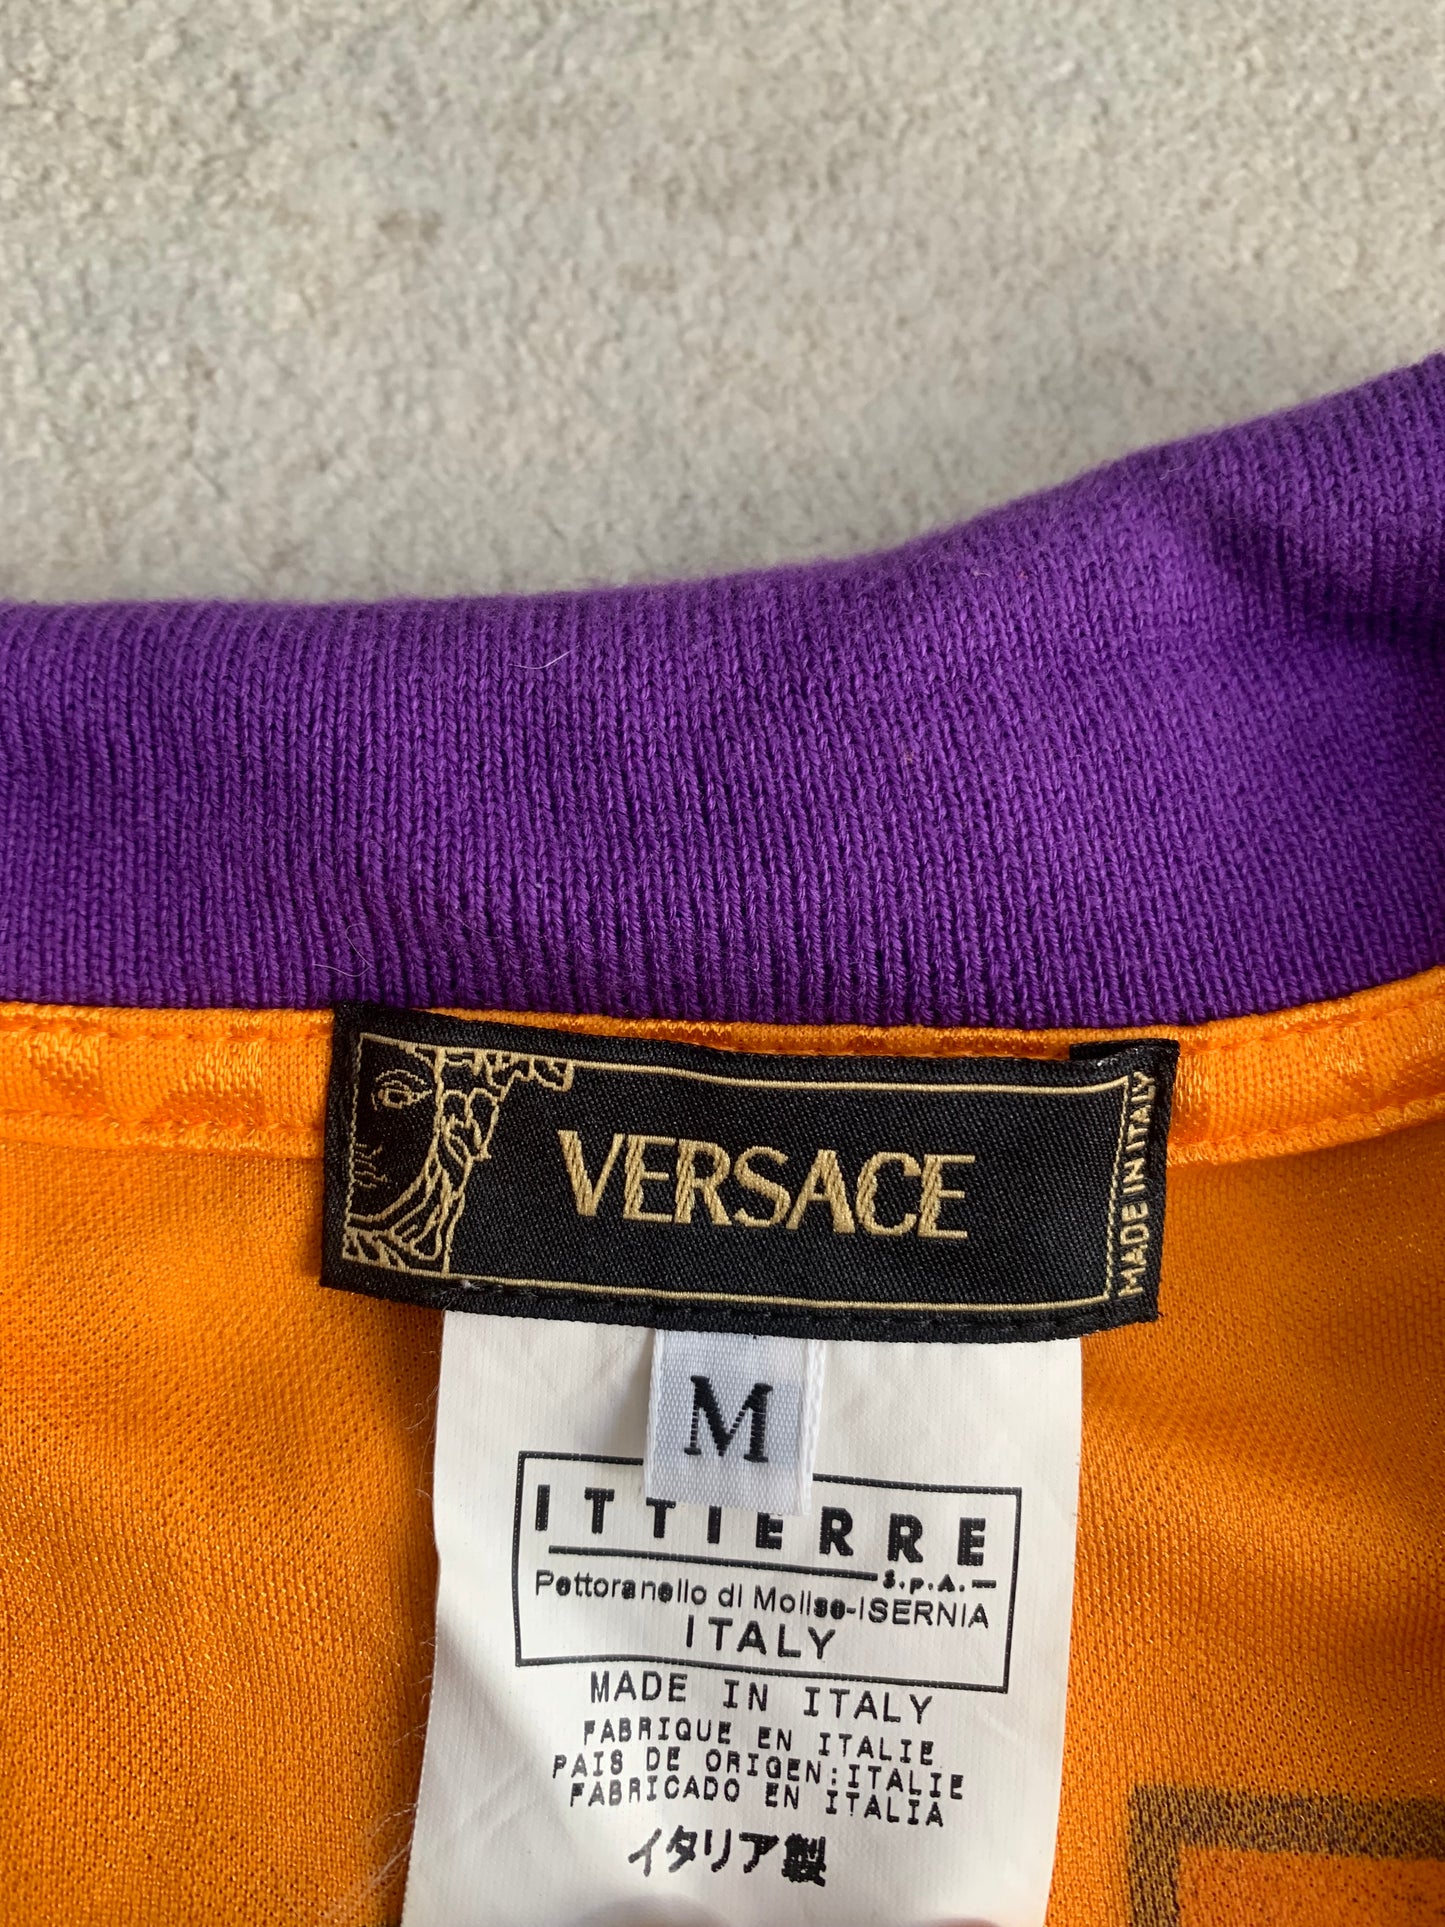 VERSACE
MADE IN ITALY
M
ITTIERRE
S.p.A.
Pettoranello di Molise-ISERNIA
ITALY
MADE IN ITALY
FABRIQUE EN ITALIE
PAIS DE ORIGEN:ITALIE
FABRICADO EN ITALIA
イタリア製